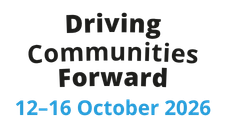 Driving
Communities
Forward
12–16 October 2026